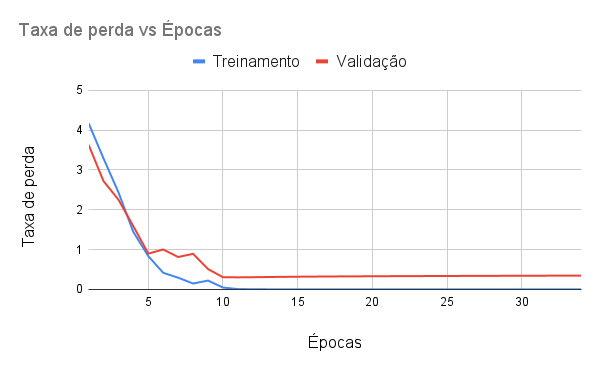 Taxa de perda vs Épocas
Treinamento Validação
Taxa de perda
5
4
3
2
1
0
5 10 15 20 25 30
Épocas